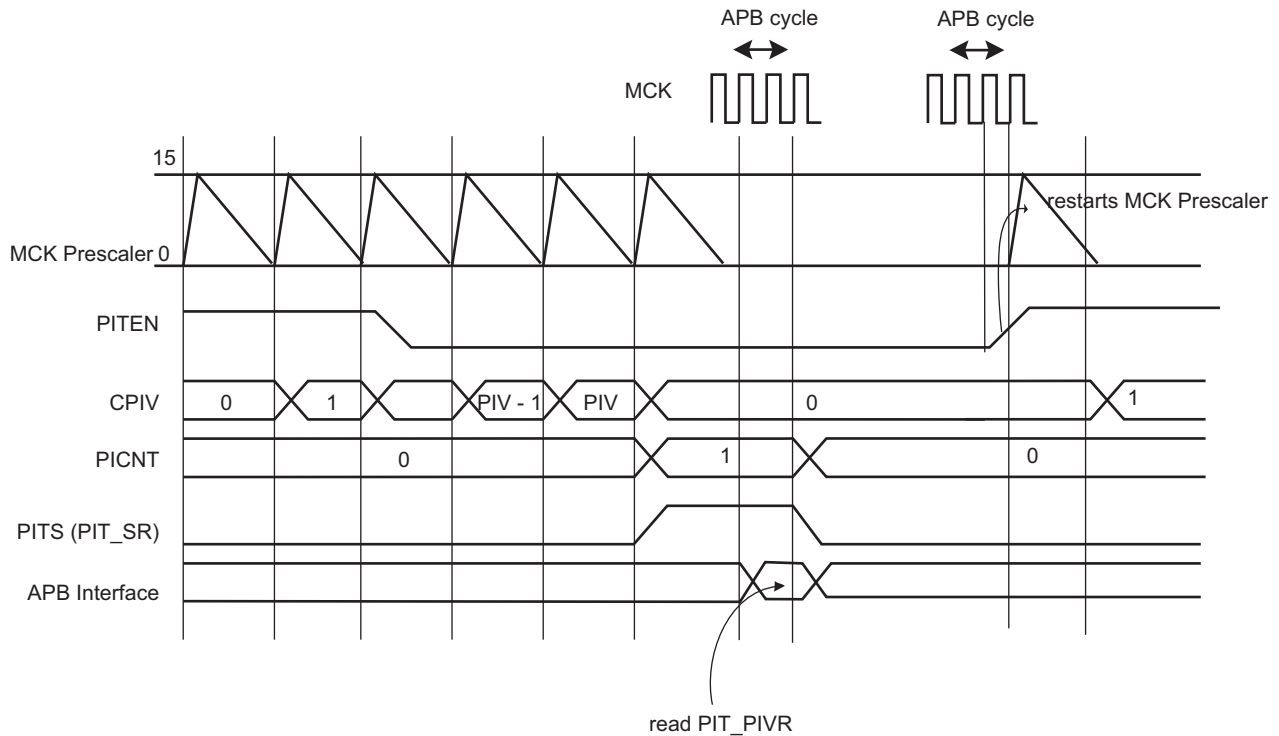 APB cycle APB cycle
MCK
15
restarts MCK Prescaler
MCK Prescaler 0
PITEN
CPIV 0 1 PIV - 1 PIV 0 1
PICNT 0 1 0
PITS (PIT_SR)
APB Interface
read PIT_PIVR